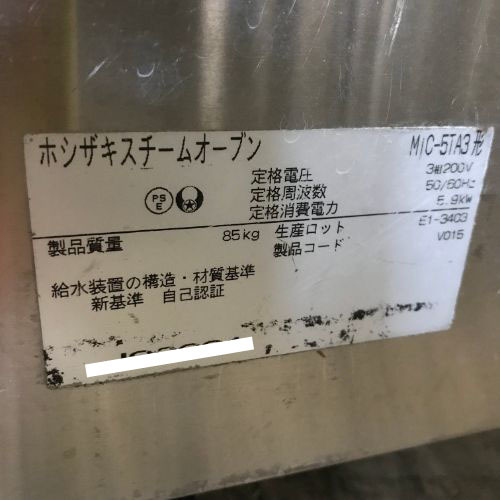 ホシザキスチームオーブン MIC-5TA3形
定格電圧 3相200V
定格周波数 50/60Hz
定格消費電力 5.9kW
PS
E
製品質量 85kg 生産ロット E1-3403
製品コード V015
給水装置の構造・材質基準
新基準 自己認証